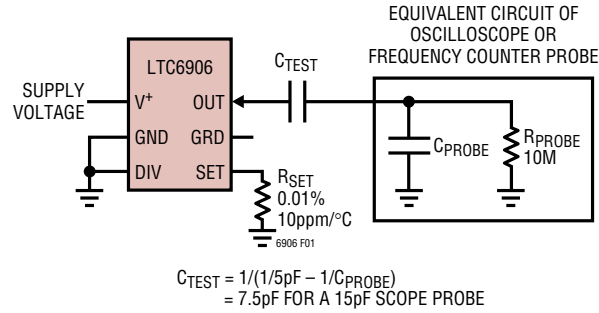 EQUIVALENT CIRCUIT OF
OSCILLOSCOPE OR
FREQUENCY COUNTER PROBE
LTC6906
CTEST
SUPPLY
VOLTAGE
V+
OUT
GND
GRD
DIV
SET
CPROBE
RPROBE
10M
RSET
0.01%
10ppm/°C
6906 F01
CTEST = 1/(1/5pF – 1/CPROBE)
= 7.5pF FOR A 15pF SCOPE PROBE